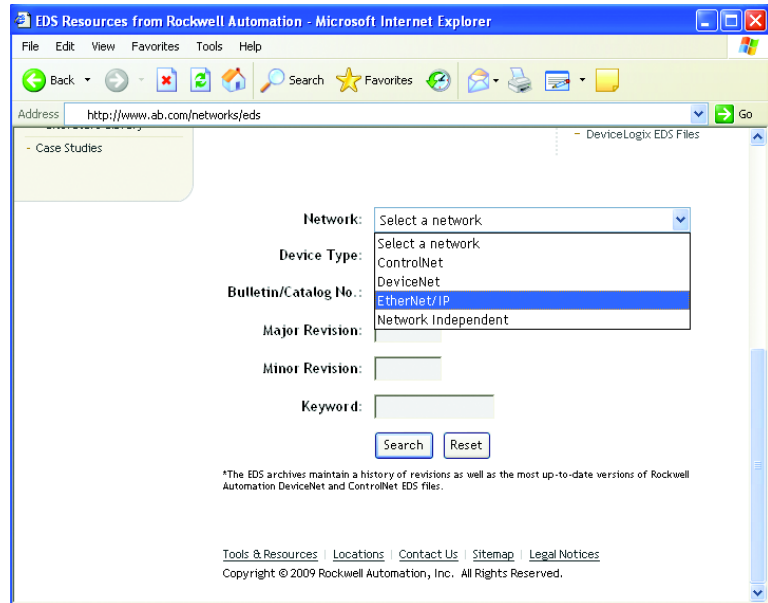 EDS Resources from Rockwell Automation - Microsoft Internet Explorer
File Edit View Favorites Tools Help
Back Search Favorites
Address http://www.ab.com/networks/eds Go
- Case Studies
- DeviceLogix EDS Files
Network: Select a network
Select a network
Device Type:
ControlNet
DeviceNet
Bulletin/Catalog No.:
EtherNet/IP
Network Independent
Major Revision:
Minor Revision:
Keyword:
Search Reset
*The EDS archives maintain a history of revisions as well as the most up-to-date versions of Rockwell
Automation DeviceNet and ControlNet EDS files.
Tools & Resources | Locations | Contact Us | Sitemap | Legal Notices
Copyright © 2009 Rockwell Automation, Inc. All Rights Reserved.